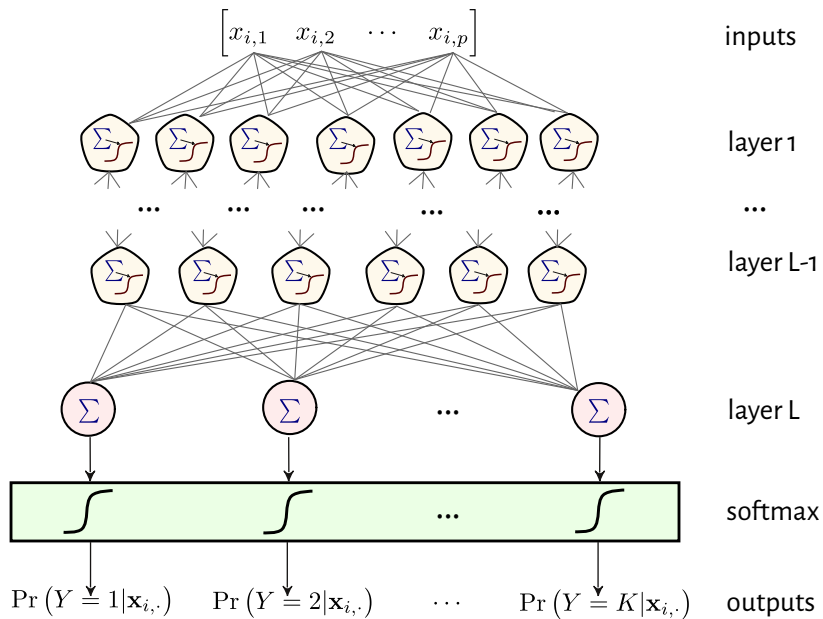 [x_{i,1} x_{i,2} ⋯ x_{i,p}] inputs
Σ Σ Σ Σ Σ Σ Σ layer 1
... ... ... ... ... ...
Σ Σ Σ Σ Σ Σ layer L-1
Σ Σ ... Σ layer L
... softmax
Pr (Y = 1|x_{i,·}) Pr (Y = 2|x_{i,·}) ⋯ Pr (Y = K|x_{i,·}) outputs